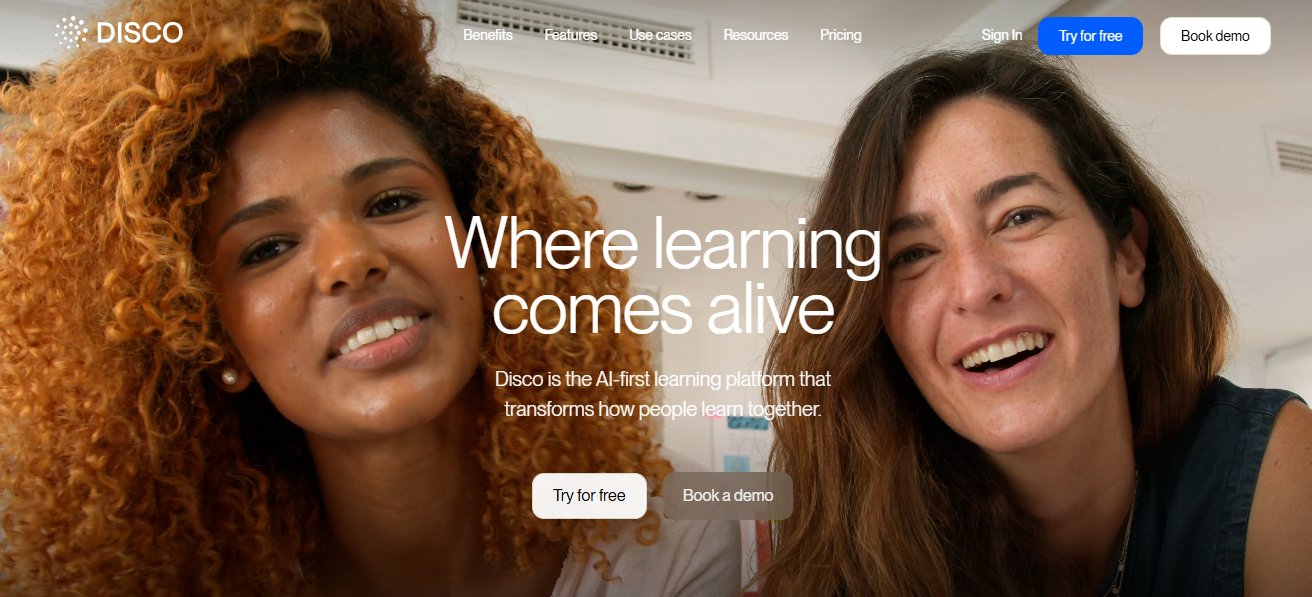 DISCO
Benefits Features Use cases Resources Pricing Sign In Try for free Book demo
Where learning
comes alive
Disco is the AI-first learning platform that
transforms how people learn together.
Try for free Book a demo